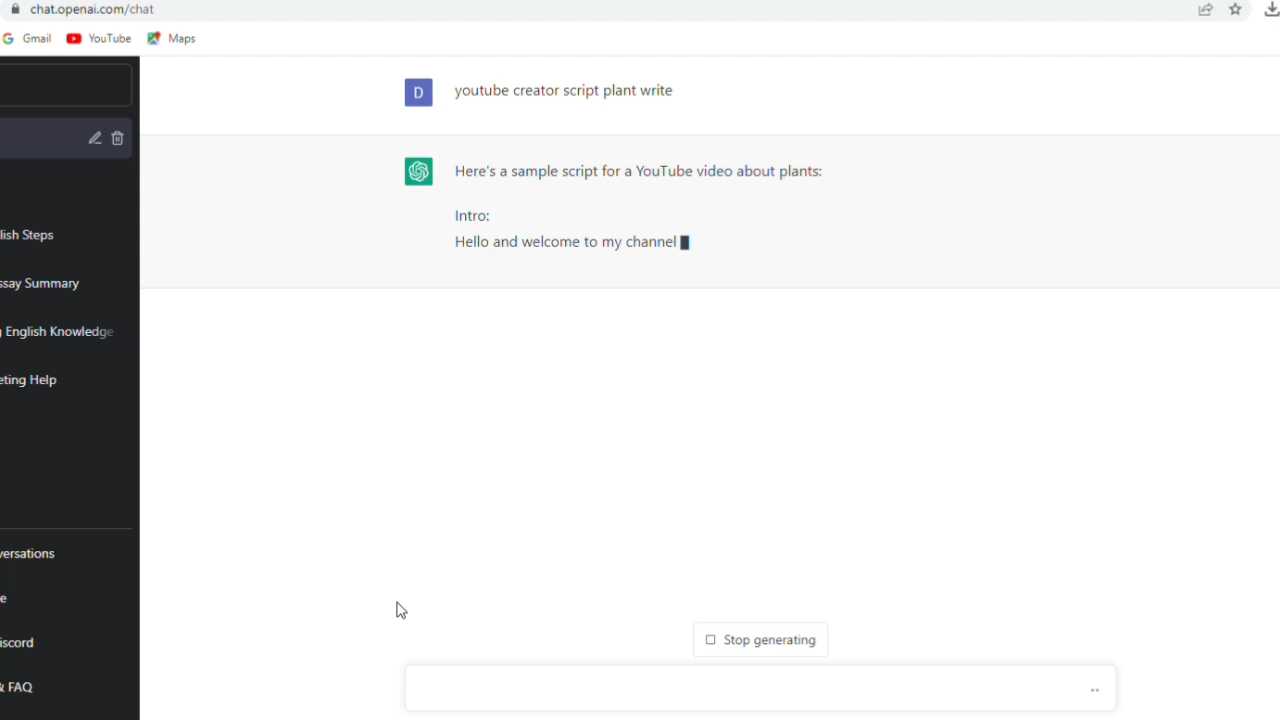 chat.openai.com/chat
Gmail
YouTube
Maps
D
youtube creator script plant write
Here's a sample script for a YouTube video about plants:
Intro:
Hello and welcome to my channel
lish Steps
ssay Summary
English Knowledge
eting Help
versations
e
iscord
& FAQ
Stop generating